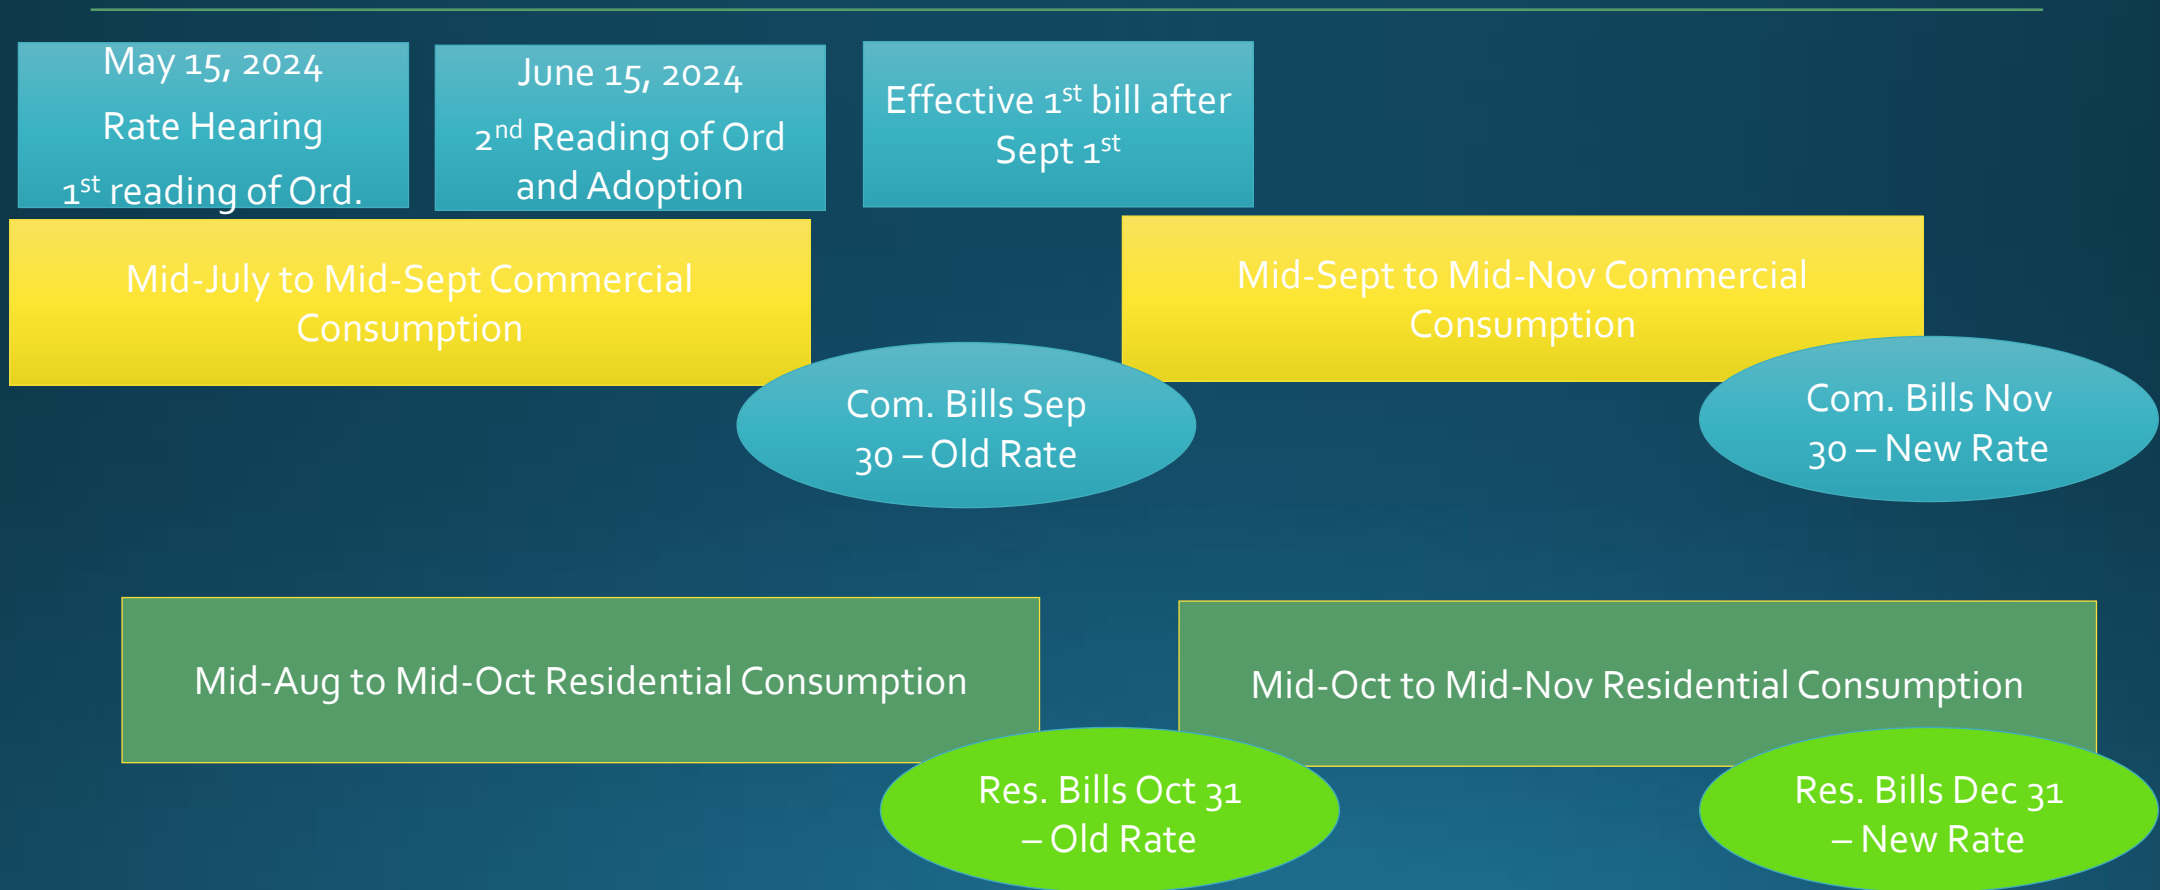 May 15, 2024
Rate Hearing
1st reading of Ord.
June 15, 2024
2nd Reading of Ord
and Adoption
Effective 1st bill after
Sept 1st
Mid-July to Mid-Sept Commercial
Consumption
Mid-Sept to Mid-Nov Commercial
Consumption
Com. Bills Sep
30 – Old Rate
Com. Bills Nov
30 – New Rate
Mid-Aug to Mid-Oct Residential Consumption
Mid-Oct to Mid-Nov Residential Consumption
Res. Bills Oct 31
– Old Rate
Res. Bills Dec 31
– New Rate